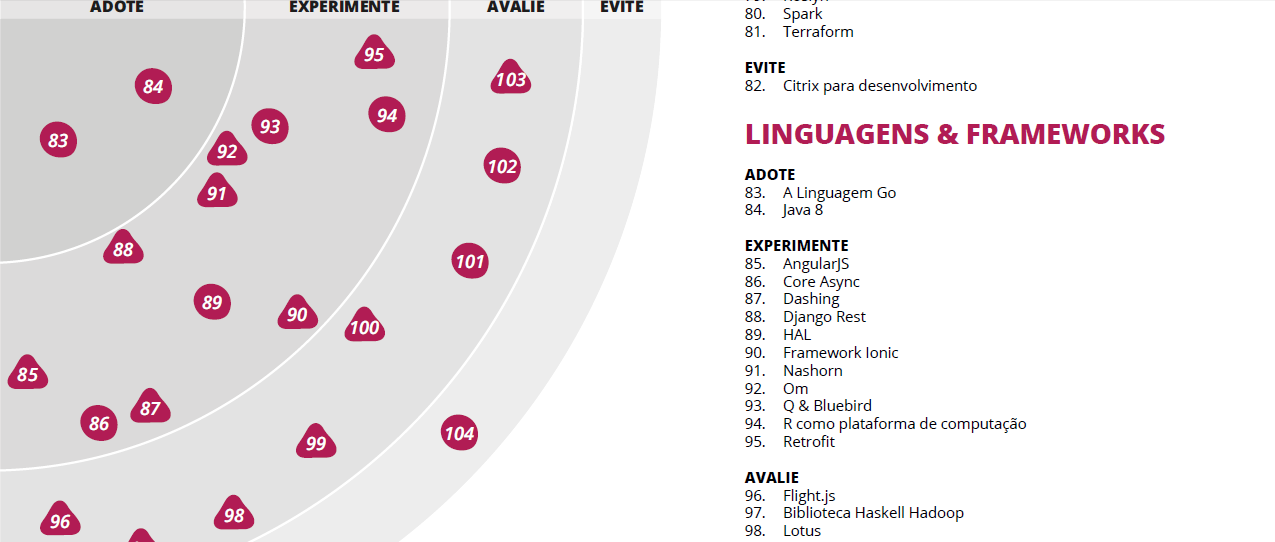 ADOTE EXPERIMENTE AVALIE EVITE
95
103
84
94
93
83
92
102
91
88
101
89
90
100
85
87
86
99
104
96
98
80. Spark
81. Terraform
EVITE
82. Citrix para desenvolvimento
LINGUAGENS & FRAMEWORKS
ADOTE
83. A Linguagem Go
84. Java 8
EXPERIMENTE
85. AngularJS
86. Core Async
87. Dashing
88. Django Rest
89. HAL
90. Framework Ionic
91. Nashorn
92. Om
93. Q & Bluebird
94. R como plataforma de computação
95. Retrofit
AVALIE
96. Flight.js
97. Biblioteca Haskell Hadoop
98. Lotus